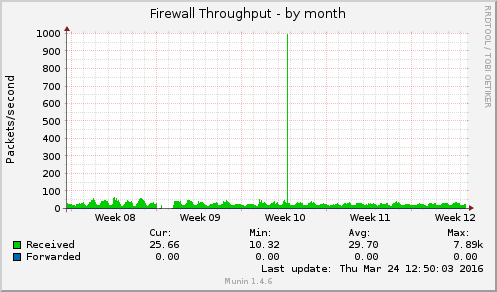 Firewall Throughput - by month
RRDTOOL / TOBI OETIKER
Packets/second
1000
900
800
700
600
500
400
300
200
100
0
Week 08 Week 09 Week 10 Week 11 Week 12
Cur: Min: Avg: Max:
Received 25.66 10.32 29.70 7.89k
Forwarded 0.00 0.00 0.00 0.00
Last update: Thu Mar 24 12:50:03 2016
Munin 1.4.6